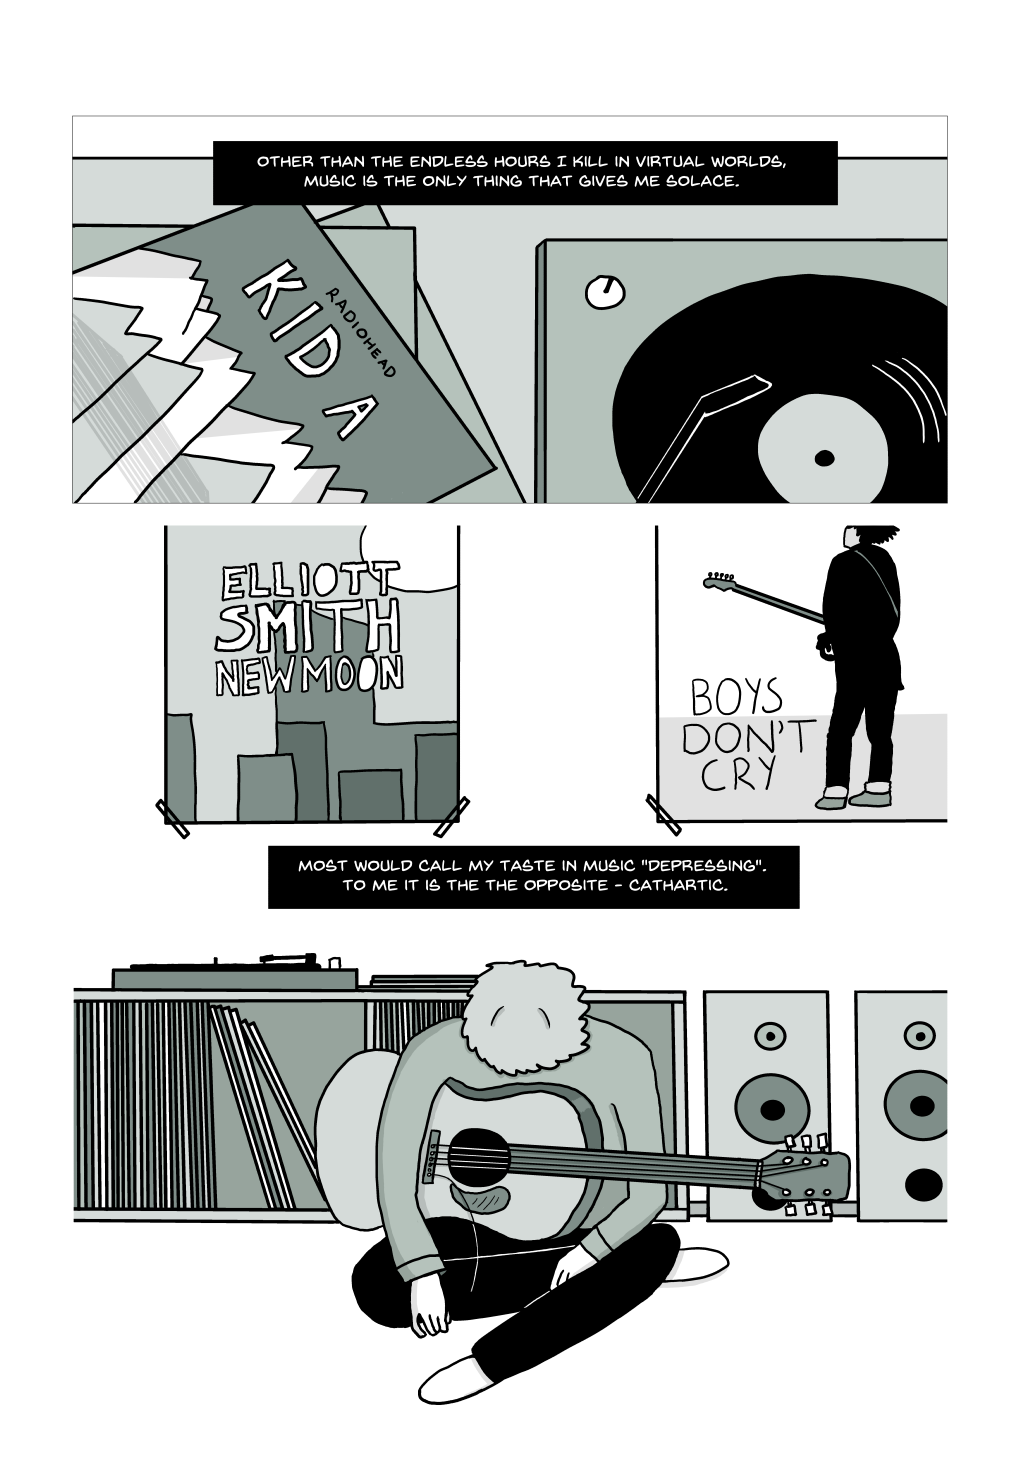 OTHER THAN THE ENDLESS HOURS I KILL IN VIRTUAL WORLDS,
MUSIC IS THE ONLY THING THAT GIVES ME SOLACE.
RADIOHEAD
KID A
ELLIOTT
SMITH
NEW MOON
BOYS
DON'T
CRY
MOST WOULD CALL MY TASTE IN MUSIC "DEPRESSING".
TO ME IT IS THE THE OPPOSITE - CATHARTIC.